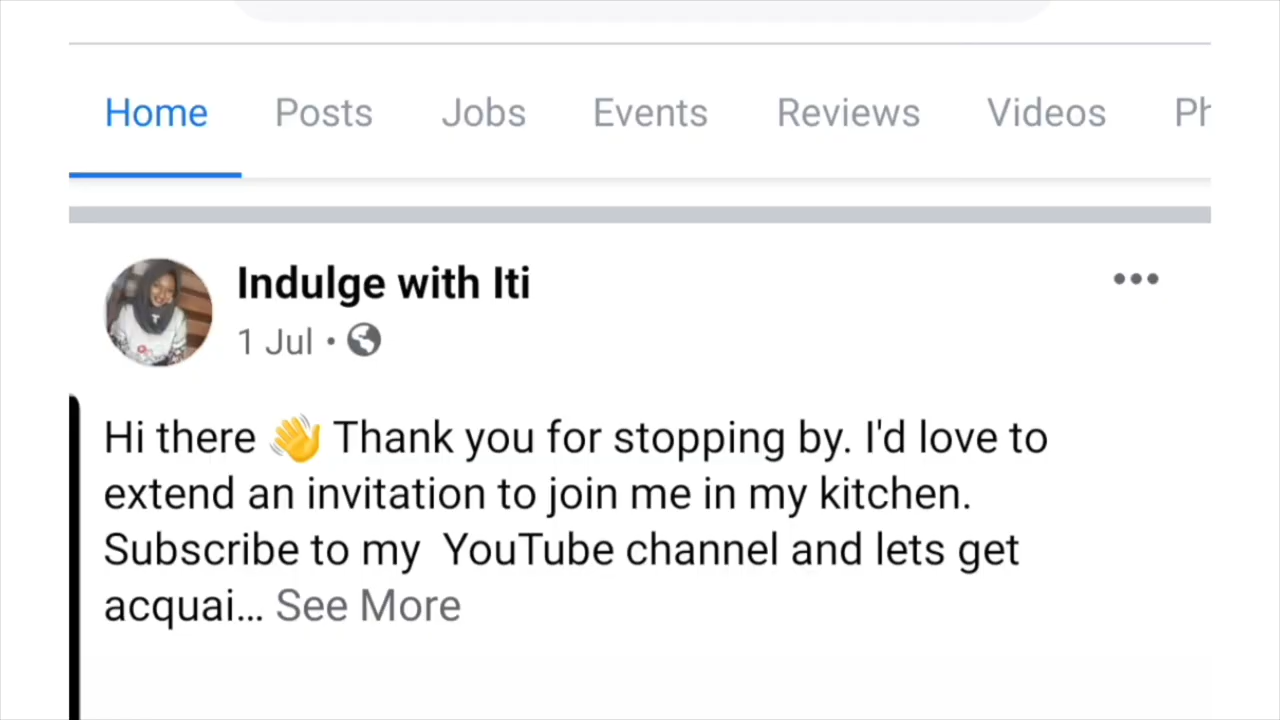 Home Posts Jobs Events Reviews Videos Ph
Indulge with Iti
1 Jul •
Hi there 👋 Thank you for stopping by. I'd love to
extend an invitation to join me in my kitchen.
Subscribe to my  YouTube channel and lets get
acquai... See More